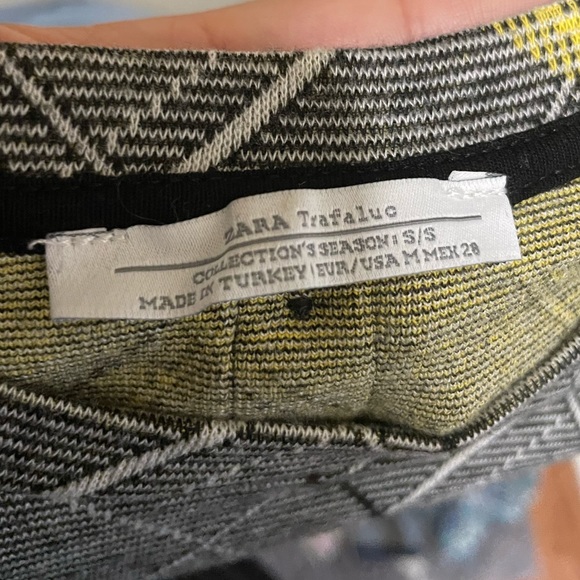 ZARA Trafaluc
COLLECTION'S SEASON: S/S
MADE IN TURKEY | EUR/USA M MEX 28